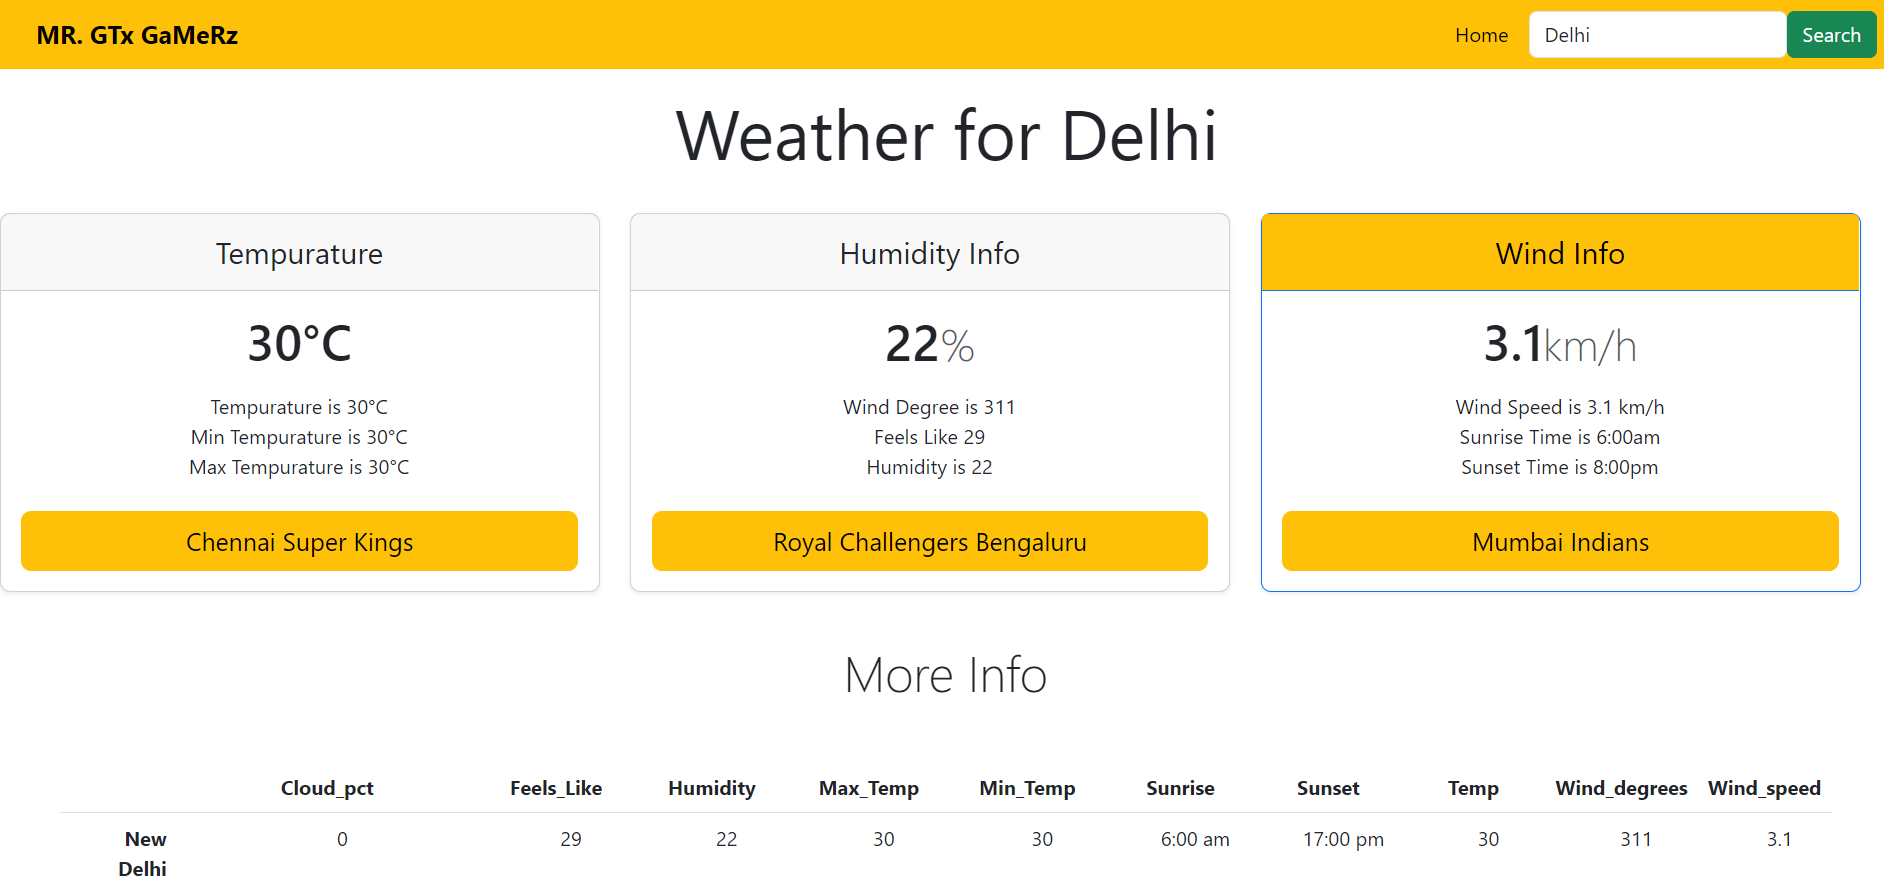 MR. GTx GaMeRz Home Delhi Search
Weather for Delhi
Tempurature
30°C
Tempurature is 30°C
Min Tempurature is 30°C
Max Tempurature is 30°C
Chennai Super Kings
Humidity Info
22%
Wind Degree is 311
Feels Like 29
Humidity is 22
Royal Challengers Bengaluru
Wind Info
3.1km/h
Wind Speed is 3.1 km/h
Sunrise Time is 6:00am
Sunset Time is 8:00pm
Mumbai Indians
More Info
Cloud_pct Feels_Like Humidity Max_Temp Min_Temp Sunrise Sunset Temp Wind_degrees Wind_speed
New 0 29 22 30 30 6:00 am 17:00 pm 30 311 3.1
Delhi